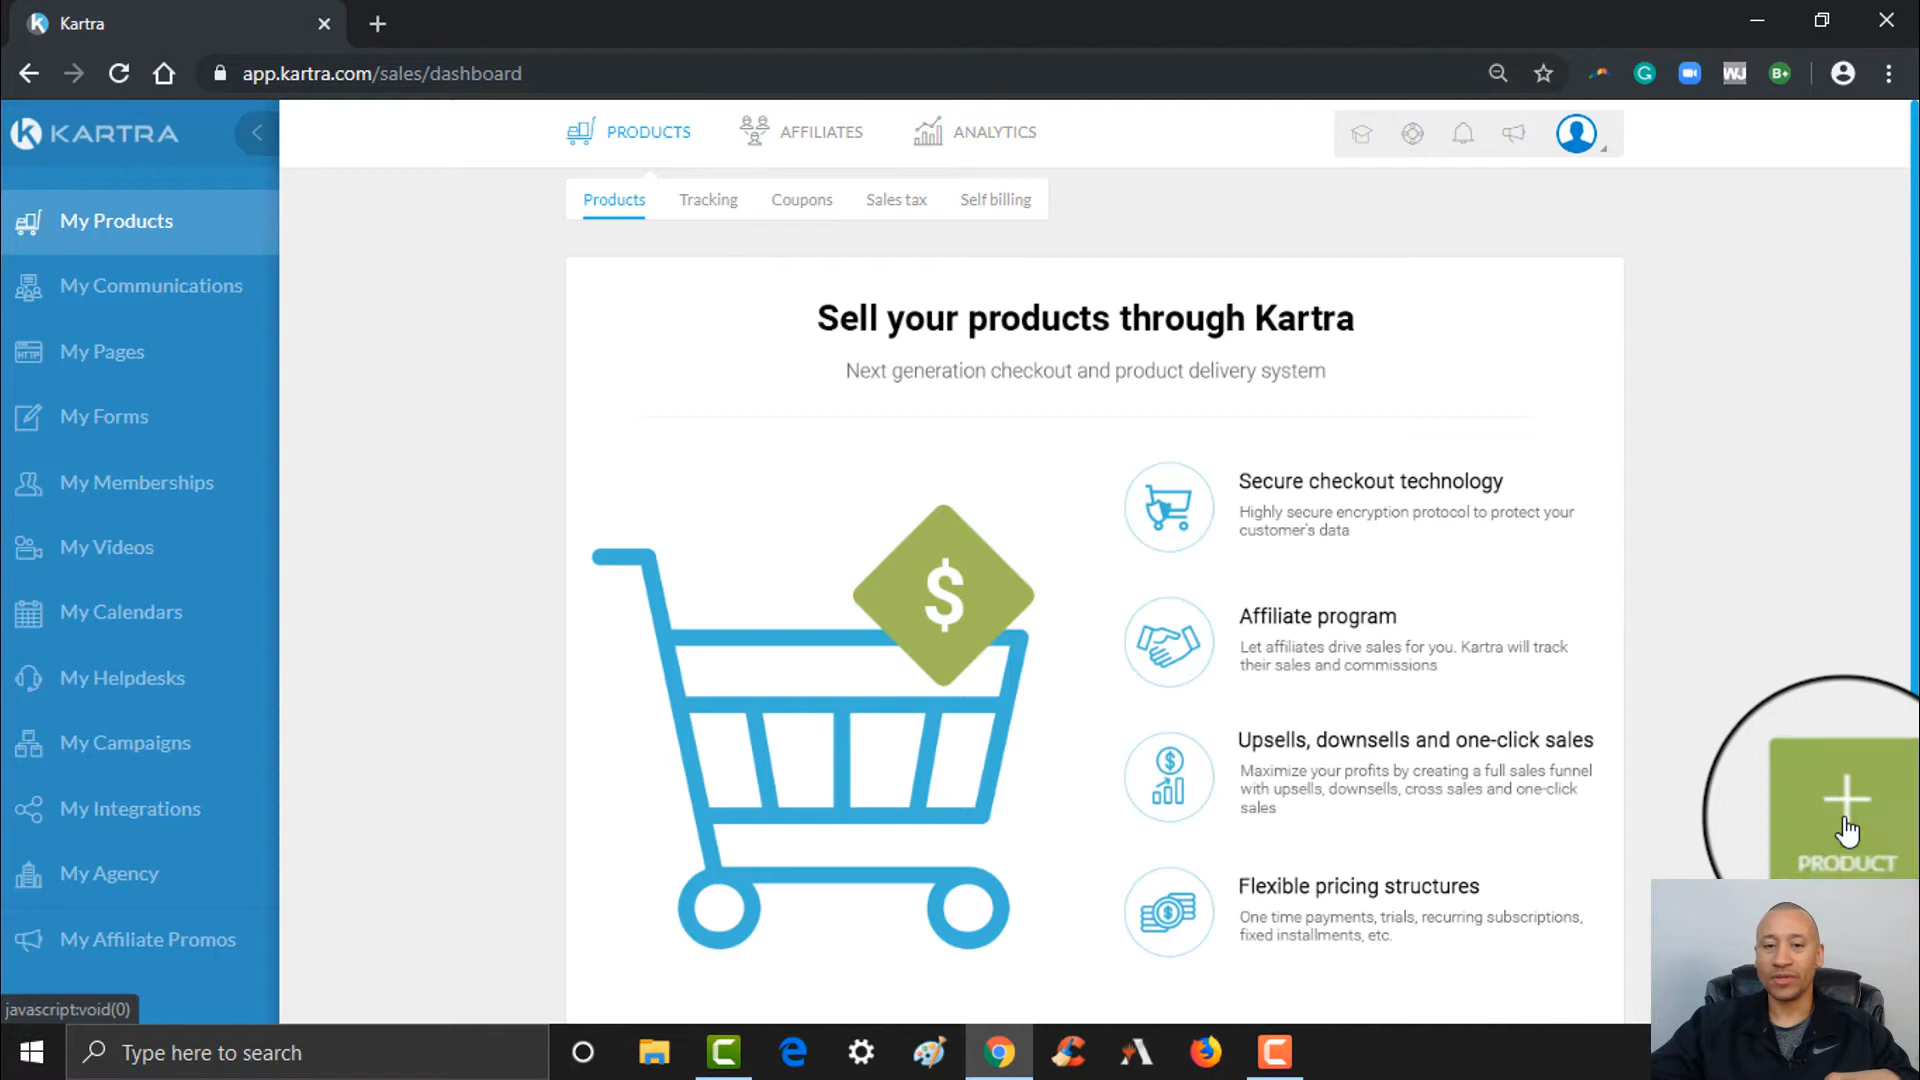 Kartra
app.kartra.com/sales/dashboard
KARTRA
PRODUCTS
AFFILIATES
ANALYTICS
Products
Tracking
Coupons
Sales tax
Self billing
My Products
My Communications
My Pages
HTTP
My Forms
My Memberships
My Videos
My Calendars
My Helpdesks
My Campaigns
My Integrations
My Agency
My Affiliate Promos
Sell your products through Kartra
Next generation checkout and product delivery system
$
Secure checkout technology
Highly secure encryption protocol to protect your
customer's data
Affiliate program
Let affiliates drive sales for you. Kartra will track
their sales and commissions
Upsells, downsells and one-click sales
Maximize your profits by creating a full sales funnel
with upsells, downsells, cross sales and one-click
sales
Flexible pricing structures
One time payments, trials, recurring subscriptions,
fixed installments, etc.
PRODUCT
javascript:void(0)
Type here to search